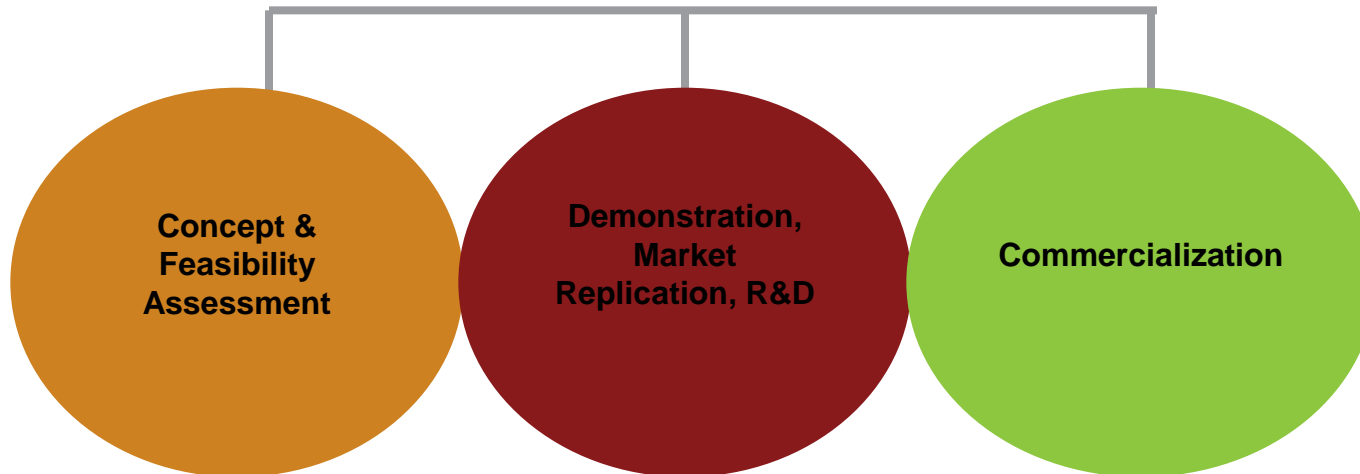 Concept &
Feasibility
Assessment
Demonstration,
Market
Replication, R&D
Commercialization